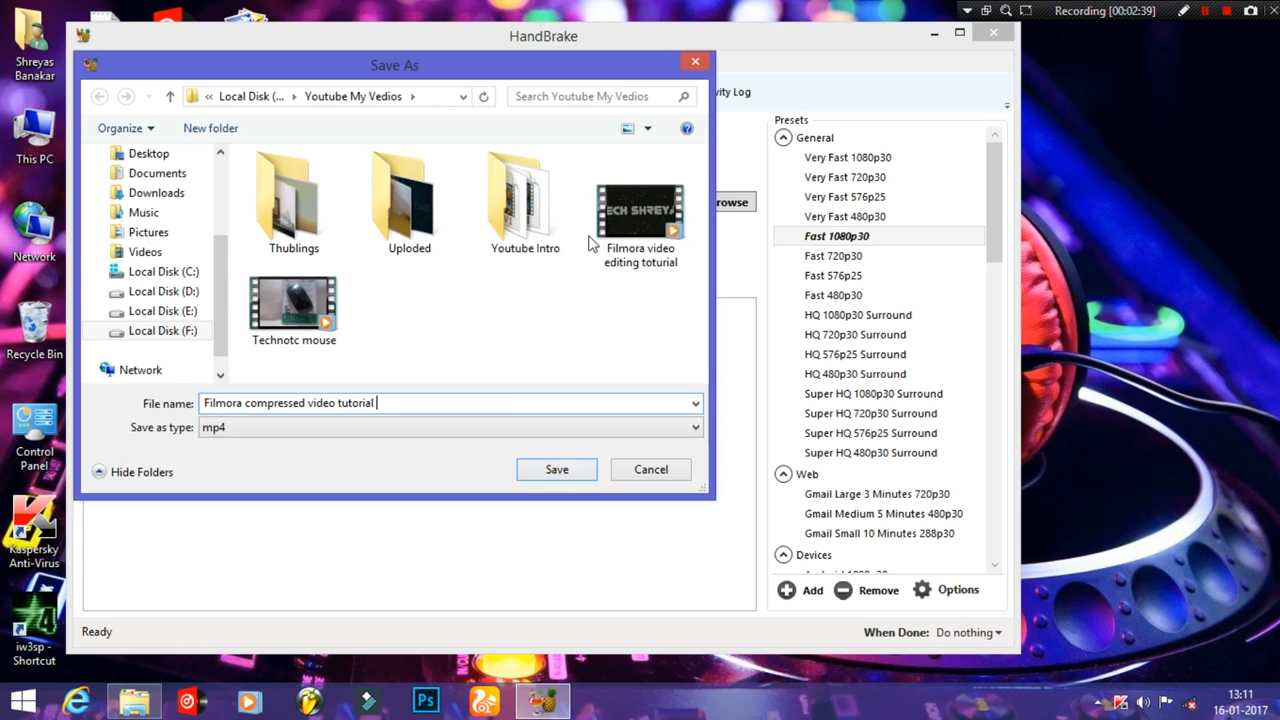 Recording [00:02:39]
Shreyas
Banakar
This PC
Network
Recycle Bin
Control
Panel
Kaspersky
Anti-Virus
iw3sp -
Shortcut
HandBrake
Save As
« Local Disk (... Youtube My Vedios
Search Youtube My Vedios
Organize
New folder
Desktop
Documents
Downloads
Music
Pictures
Videos
Local Disk (C:)
Local Disk (D:)
Local Disk (E:)
Local Disk (F:)
Network
Thublings
Uploded
Youtube Intro
Filmora video
editing toturial
Technotc mouse
File name: Filmora compressed video tutorial
Save as type: mp4
Hide Folders
Save
Cancel
vity Log
rowse
Presets
General
Very Fast 1080p30
Very Fast 720p30
Very Fast 576p25
Very Fast 480p30
Fast 1080p30
Fast 720p30
Fast 576p25
Fast 480p30
HQ 1080p30 Surround
HQ 720p30 Surround
HQ 576p25 Surround
HQ 480p30 Surround
Super HQ 1080p30 Surround
Super HQ 720p30 Surround
Super HQ 576p25 Surround
Super HQ 480p30 Surround
Web
Gmail Large 3 Minutes 720p30
Gmail Medium 5 Minutes 480p30
Gmail Small 10 Minutes 288p30
Devices
Add
Remove
Options
Ready
When Done: Do nothing
Ps
13:11
16-01-2017